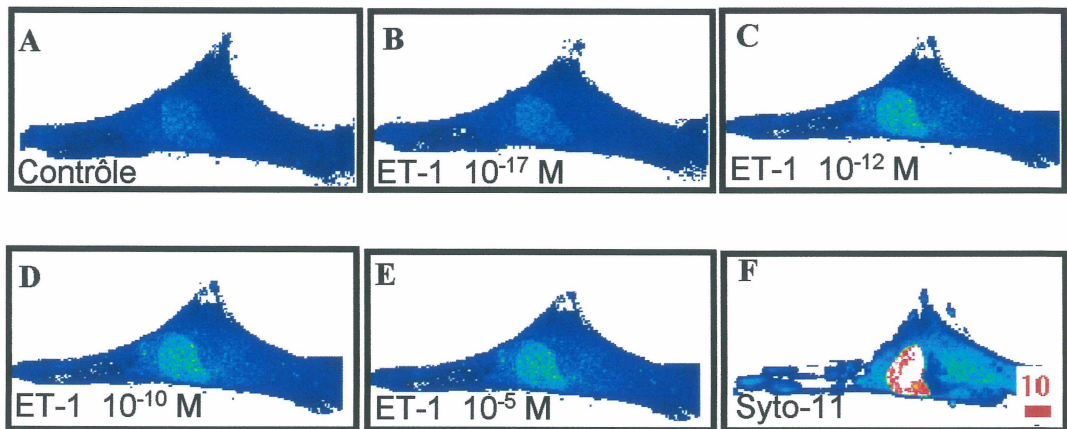 A
Contrôle
B
ET-1 10⁻¹⁷ M
C
ET-1 10⁻¹² M
D
ET-1 10⁻¹⁰ M
E
ET-1 10⁻⁵ M
F
Syto-11
10